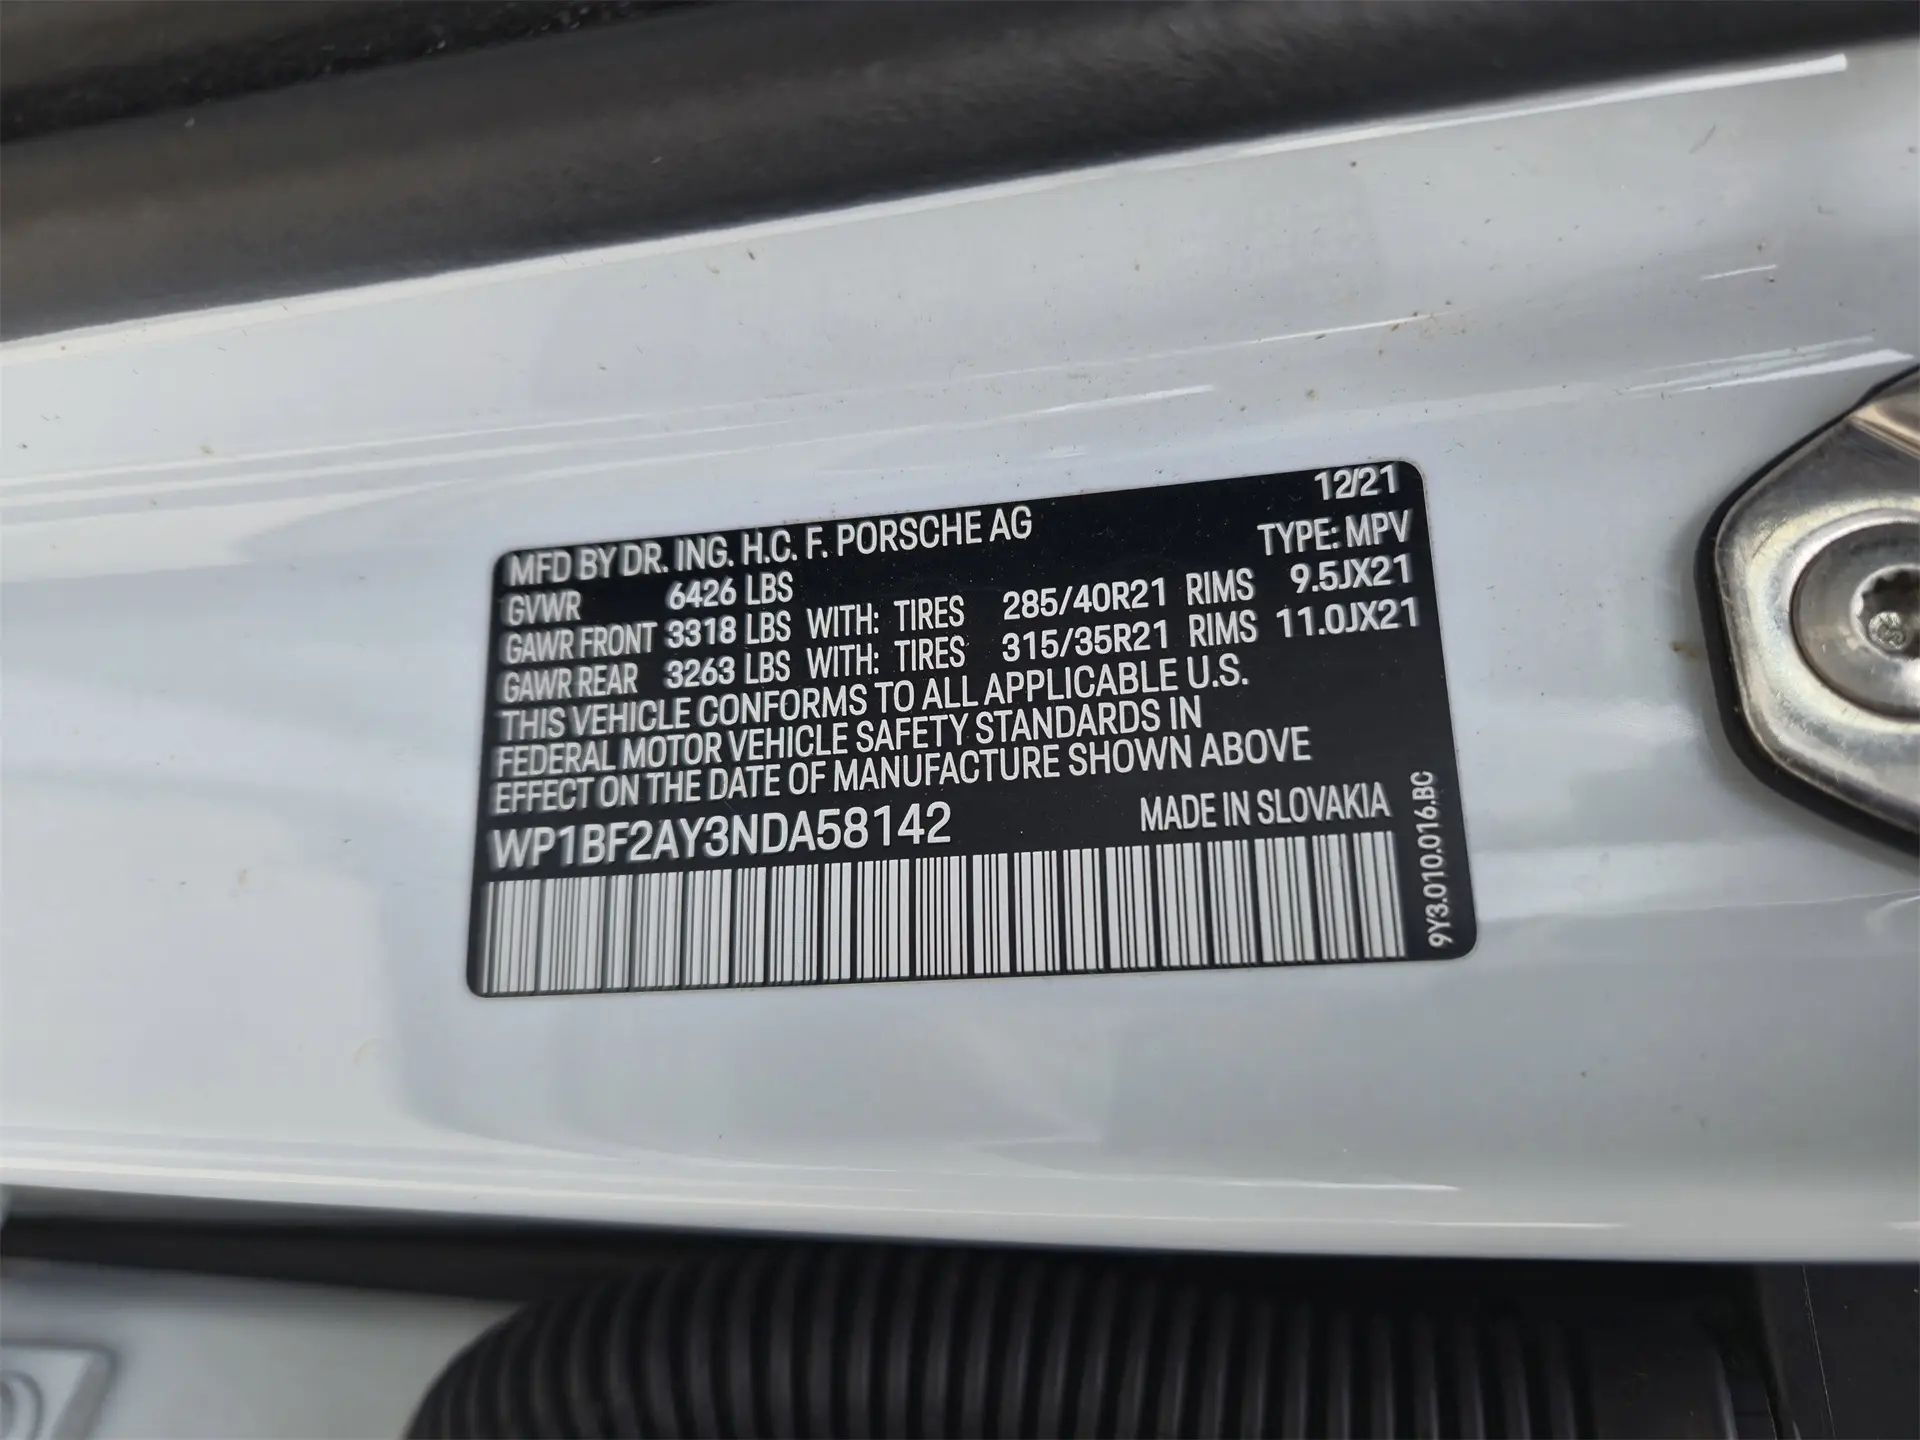 12/21
MFD BY DR. ING. H.C. F. PORSCHE AG
TYPE: MPV
GVWR 6426 LBS
GAWR FRONT 3318 LBS WITH: TIRES 285/40R21 RIMS 9.5JX21
GAWR REAR 3263 LBS WITH: TIRES 315/35R21 RIMS 11.0JX21
THIS VEHICLE CONFORMS TO ALL APPLICABLE U.S.
FEDERAL MOTOR VEHICLE SAFETY STANDARDS IN
EFFECT ON THE DATE OF MANUFACTURE SHOWN ABOVE
WP1BF2AY3NDA58142 MADE IN SLOVAKIA
9Y3.010.016.BC